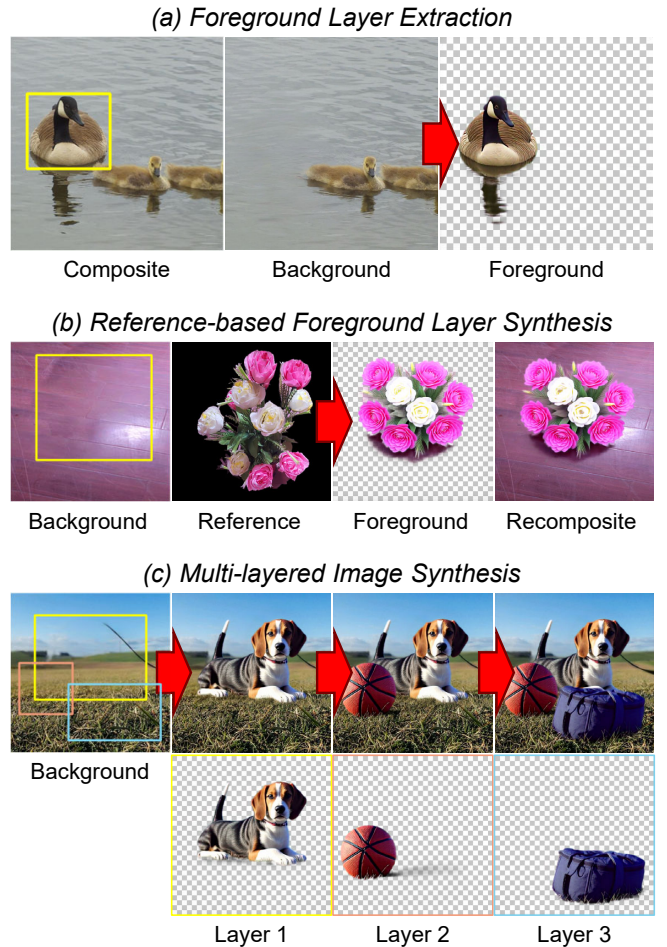 (a) Foreground Layer Extraction
Composite Background Foreground
(b) Reference-based Foreground Layer Synthesis
Background Reference Foreground Recomposite
(c) Multi-layered Image Synthesis
Background
Layer 1 Layer 2 Layer 3